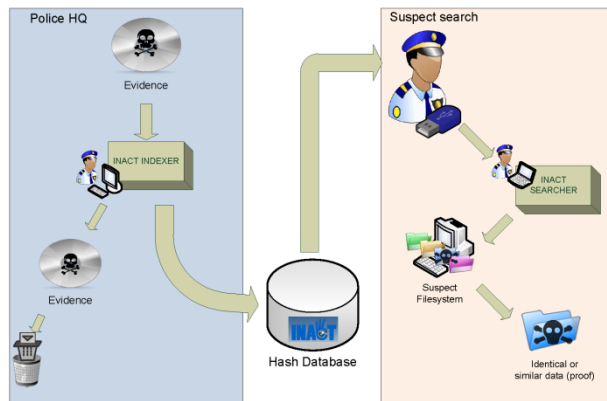 Police HQ
Evidence
INACT INDEXER
Evidence
INACT
Hash Database
Suspect search
INACT
SEARCHER
Suspect
Filesystem
Identical or
similar data (proof)